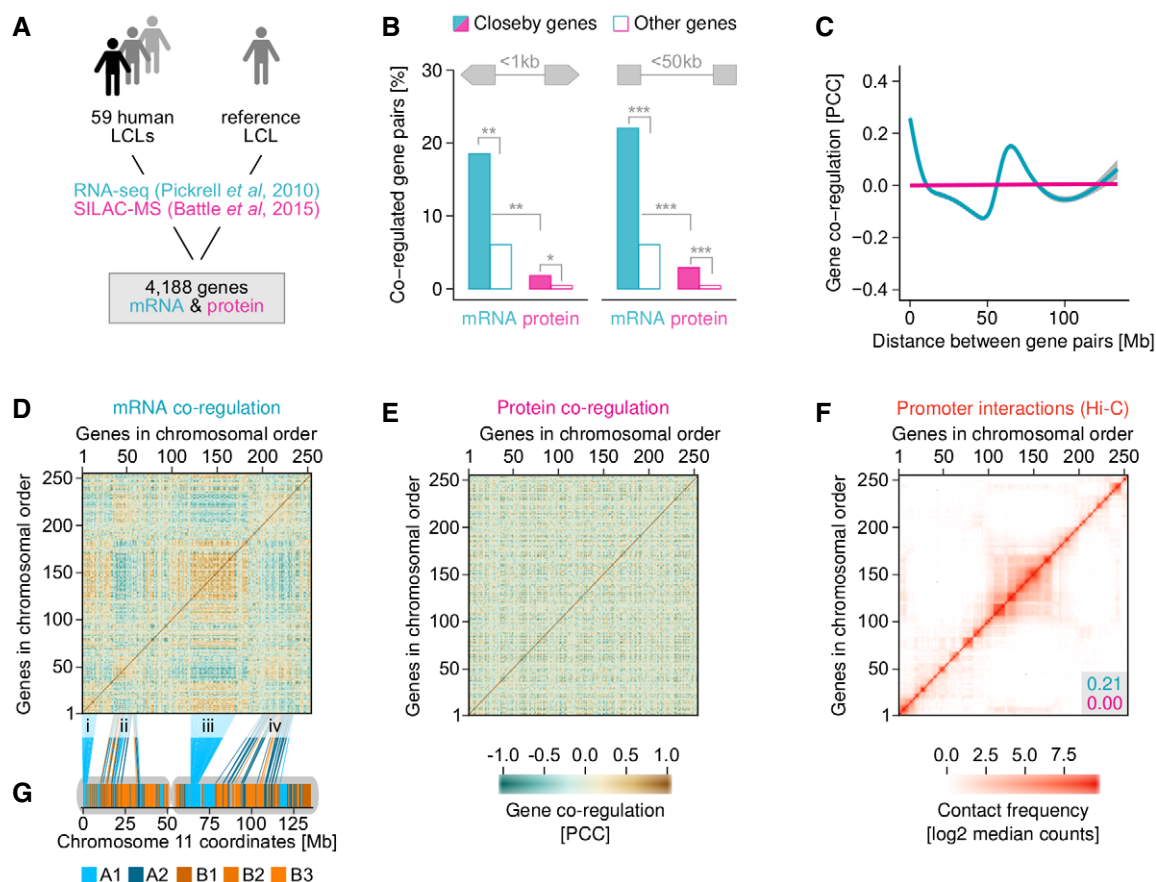 A
59 human
LCLs
reference
LCL
RNA-seq (Pickrell et al, 2010)
SILAC-MS (Battle et al, 2015)
4,188 genes
mRNA & protein
B
Closeby genes
Other genes
Co-regulated gene pairs [%]
30
20
10
0
<1kb
<50kb
**
**
*
***
***
***
mRNA protein
mRNA protein
C
Gene co-regulation [PCC]
0.4
0.2
0.0
−0.2
−0.4
0 50 100
Distance between gene pairs [Mb]
D
mRNA co-regulation
Genes in chromosomal order
1 50 100 150 200 250
Genes in chromosomal order
250
200
150
100
50
1
i ii iii iv
E
Protein co-regulation
Genes in chromosomal order
1 50 100 150 200 250
Genes in chromosomal order
250
200
150
100
50
1
-1.0 -0.5 0.0 0.5 1.0
Gene co-regulation
[PCC]
F
Promoter interactions (Hi-C)
Genes in chromosomal order
1 50 100 150 200 250
Genes in chromosomal order
250
200
150
100
50
1
0.21
0.00
0.0 2.5 5.0 7.5
Contact frequency
[log2 median counts]
G
0 25 50 75 100 125
Chromosome 11 coordinates [Mb]
A1 A2 B1 B2 B3